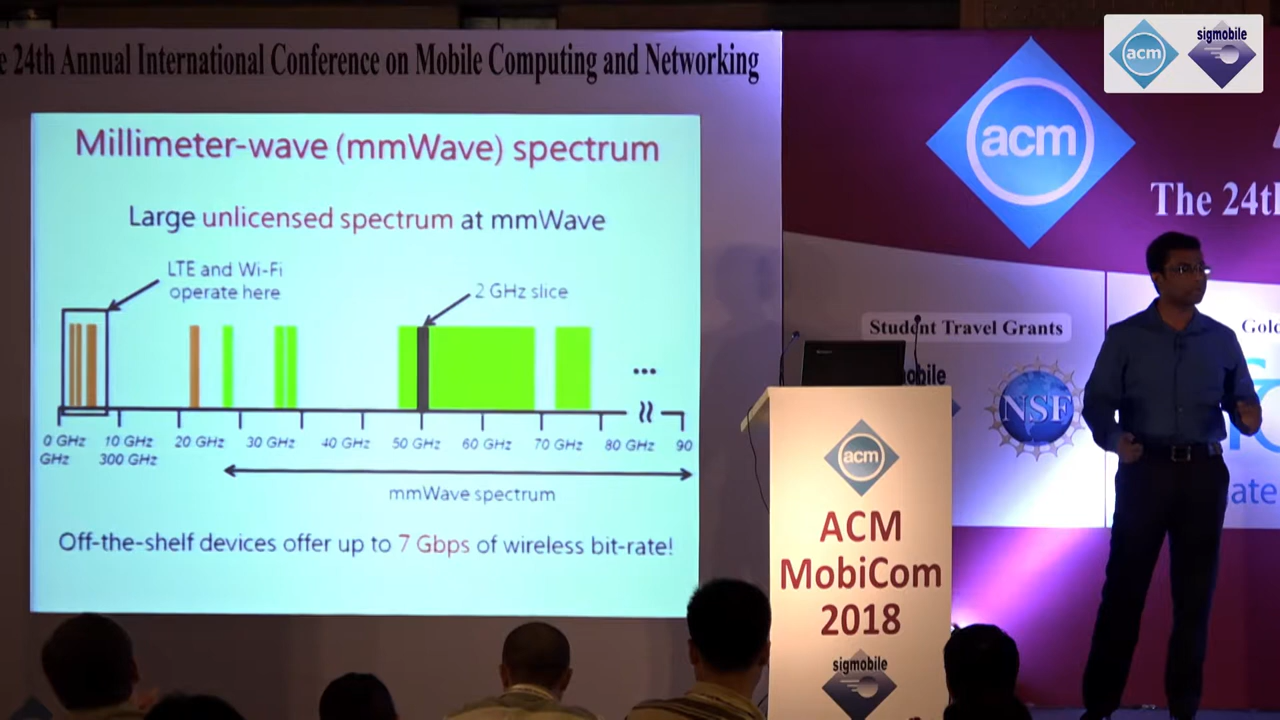 e 24th Annual International Conference on Mobile Computing and Networking
acm
sigmobile
Millimeter-wave (mmWave) spectrum
Large unlicensed spectrum at mmWave
LTE and Wi-Fi
operate here
2 GHz slice
...
0 GHz 10 GHz 20 GHz 30 GHz 40 GHz 50 GHz 60 GHz 70 GHz 80 GHz 90
GHz 300 GHz
mmWave spectrum
Off-the-shelf devices offer up to 7 Gbps of wireless bit-rate!
acm
The 24t
Student Travel Grants
Gold
obile
NSF
ate
acm
ACM
MobiCom
2018
sigmobile